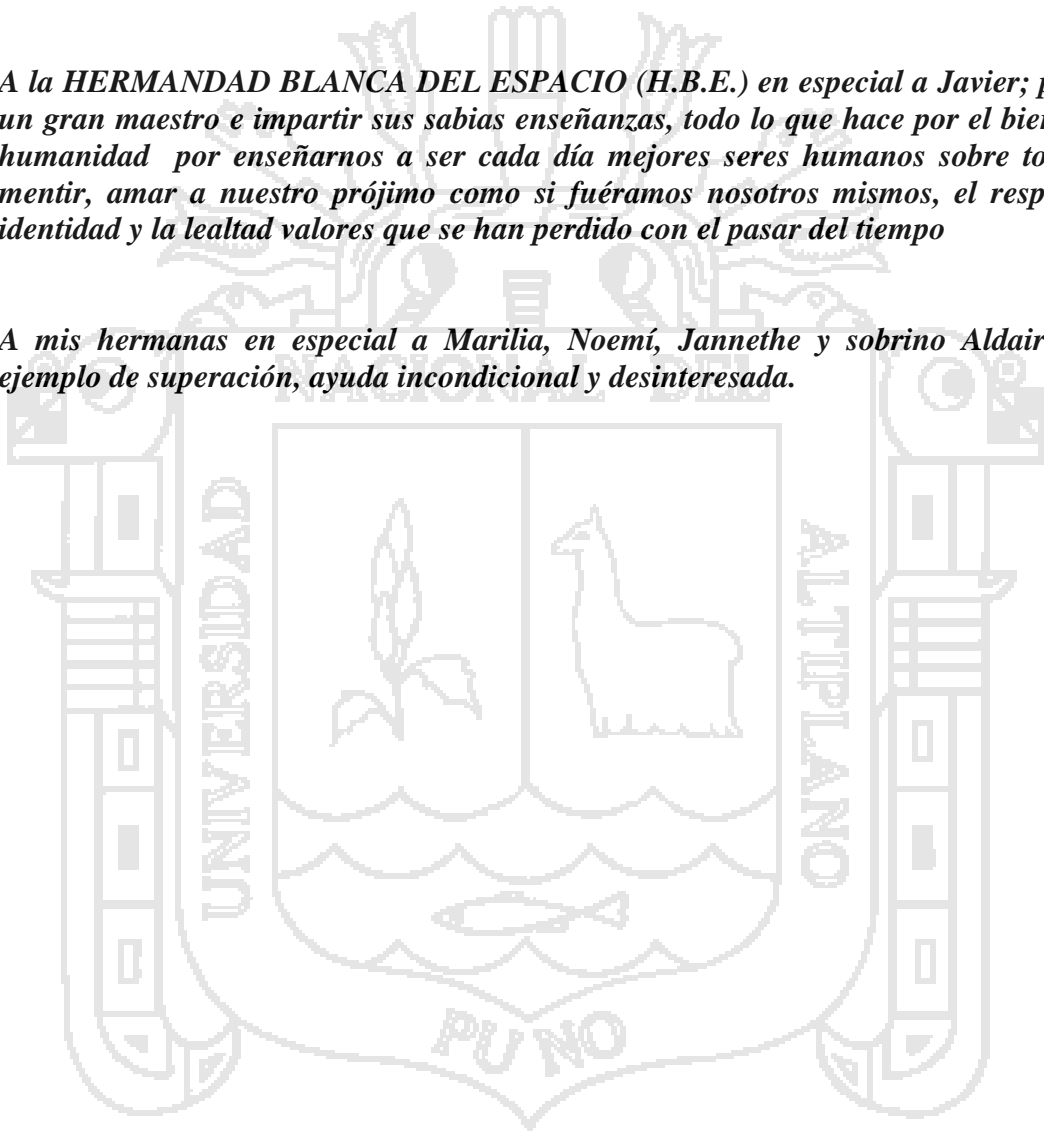 A la HERMANDAD BLANCA DEL ESPACIO (H.B.E.) en especial a Javier;
un gran maestro e impartir sus sabias enseñanzas, todo lo que hace por el bien
humanidad por enseñarnos a ser cada día mejores seres humanos sobre
mentir, amar a nuestro prójimo como si fuéramos nosotros mismos, el
identidad y la lealtad valores que se han perdido con el pasar del tiempo
A mis hermanas en especial a Marilia, Noemí, Jannethe y sobrino Aldair
ejemplo de superación, ayuda incondicional y desinteresada.
NACIONAL DEL
UNIVERSIDAD
ALTIPLANO
PUNO